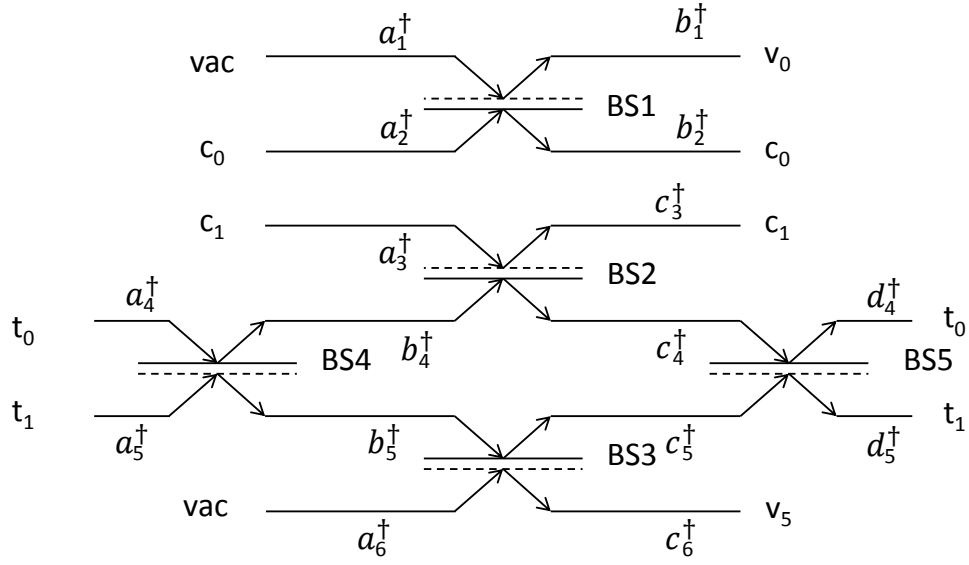 a₁† b₁†
vac v₀
BS1
a₂† b₂†
c₀ c₀
c₃†
c₁ c₁
a₃†
BS2
a₄† d₄†
t₀ t₀
b₄† BS4 c₄† BS5
t₁ t₁
a₅† b₅† c₅† d₅†
BS3
vac v₅
a₆† c₆†